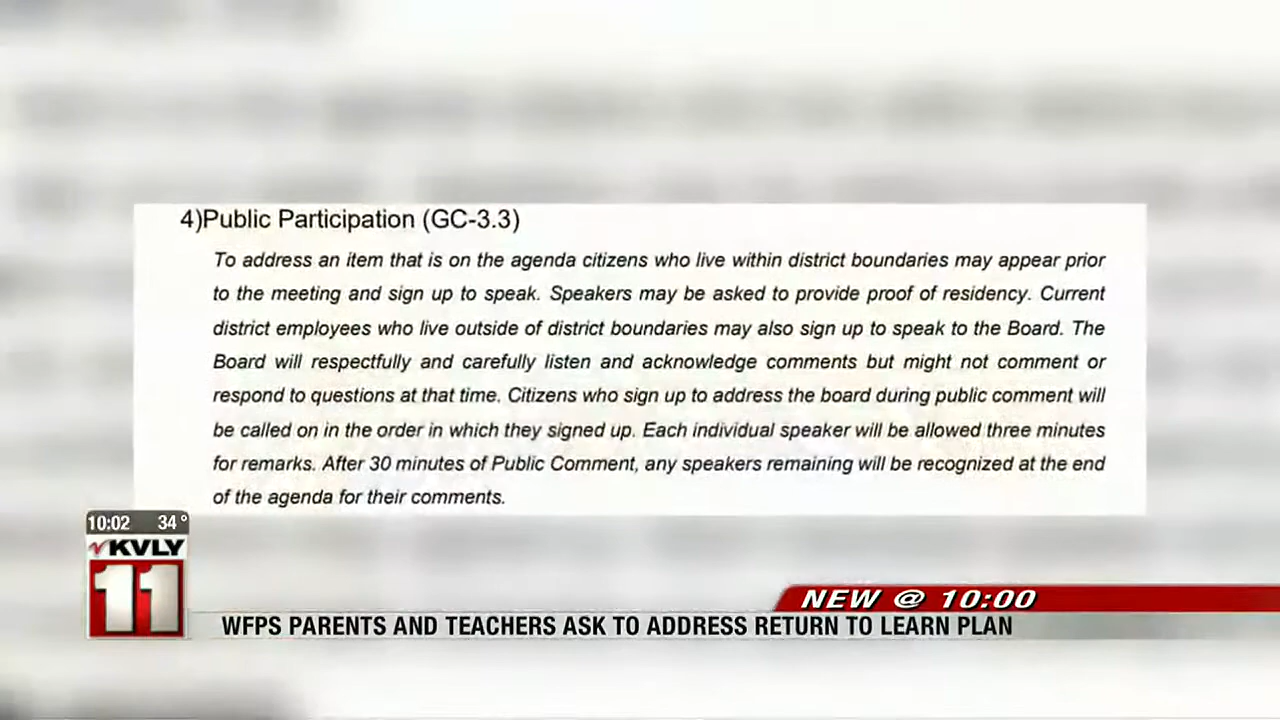 4)Public Participation (GC-3.3)
To address an item that is on the agenda citizens who live within district boundaries may appear prior
to the meeting and sign up to speak. Speakers may be asked to provide proof of residency. Current
district employees who live outside of district boundaries may also sign up to speak to the Board. The
Board will respectfully and carefully listen and acknowledge comments but might not comment or
respond to questions at that time. Citizens who sign up to address the board during public comment will
be called on in the order in which they signed up. Each individual speaker will be allowed three minutes
for remarks. After 30 minutes of Public Comment, any speakers remaining will be recognized at the end
of the agenda for their comments.
10:02 34°
KVLY
11
NEW @ 10:00
WFPS PARENTS AND TEACHERS ASK TO ADDRESS RETURN TO LEARN PLAN